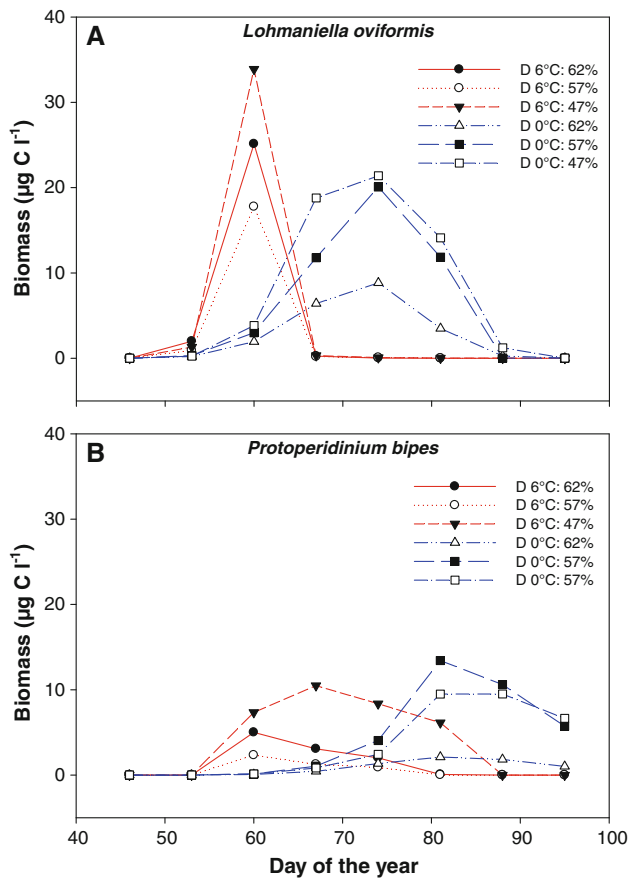 A
Lohmaniella oviformis
D 6°C: 62%
D 6°C: 57%
D 6°C: 47%
D 0°C: 62%
D 0°C: 57%
D 0°C: 47%
40
30
20
10
0
Biomass (µg C l-1)
B
Protoperidinium bipes
D 6°C: 62%
D 6°C: 57%
D 6°C: 47%
D 0°C: 62%
D 0°C: 57%
D 0°C: 57%
40
30
20
10
0
Biomass (µg C l-1)
40 50 60 70 80 90 100
Day of the year